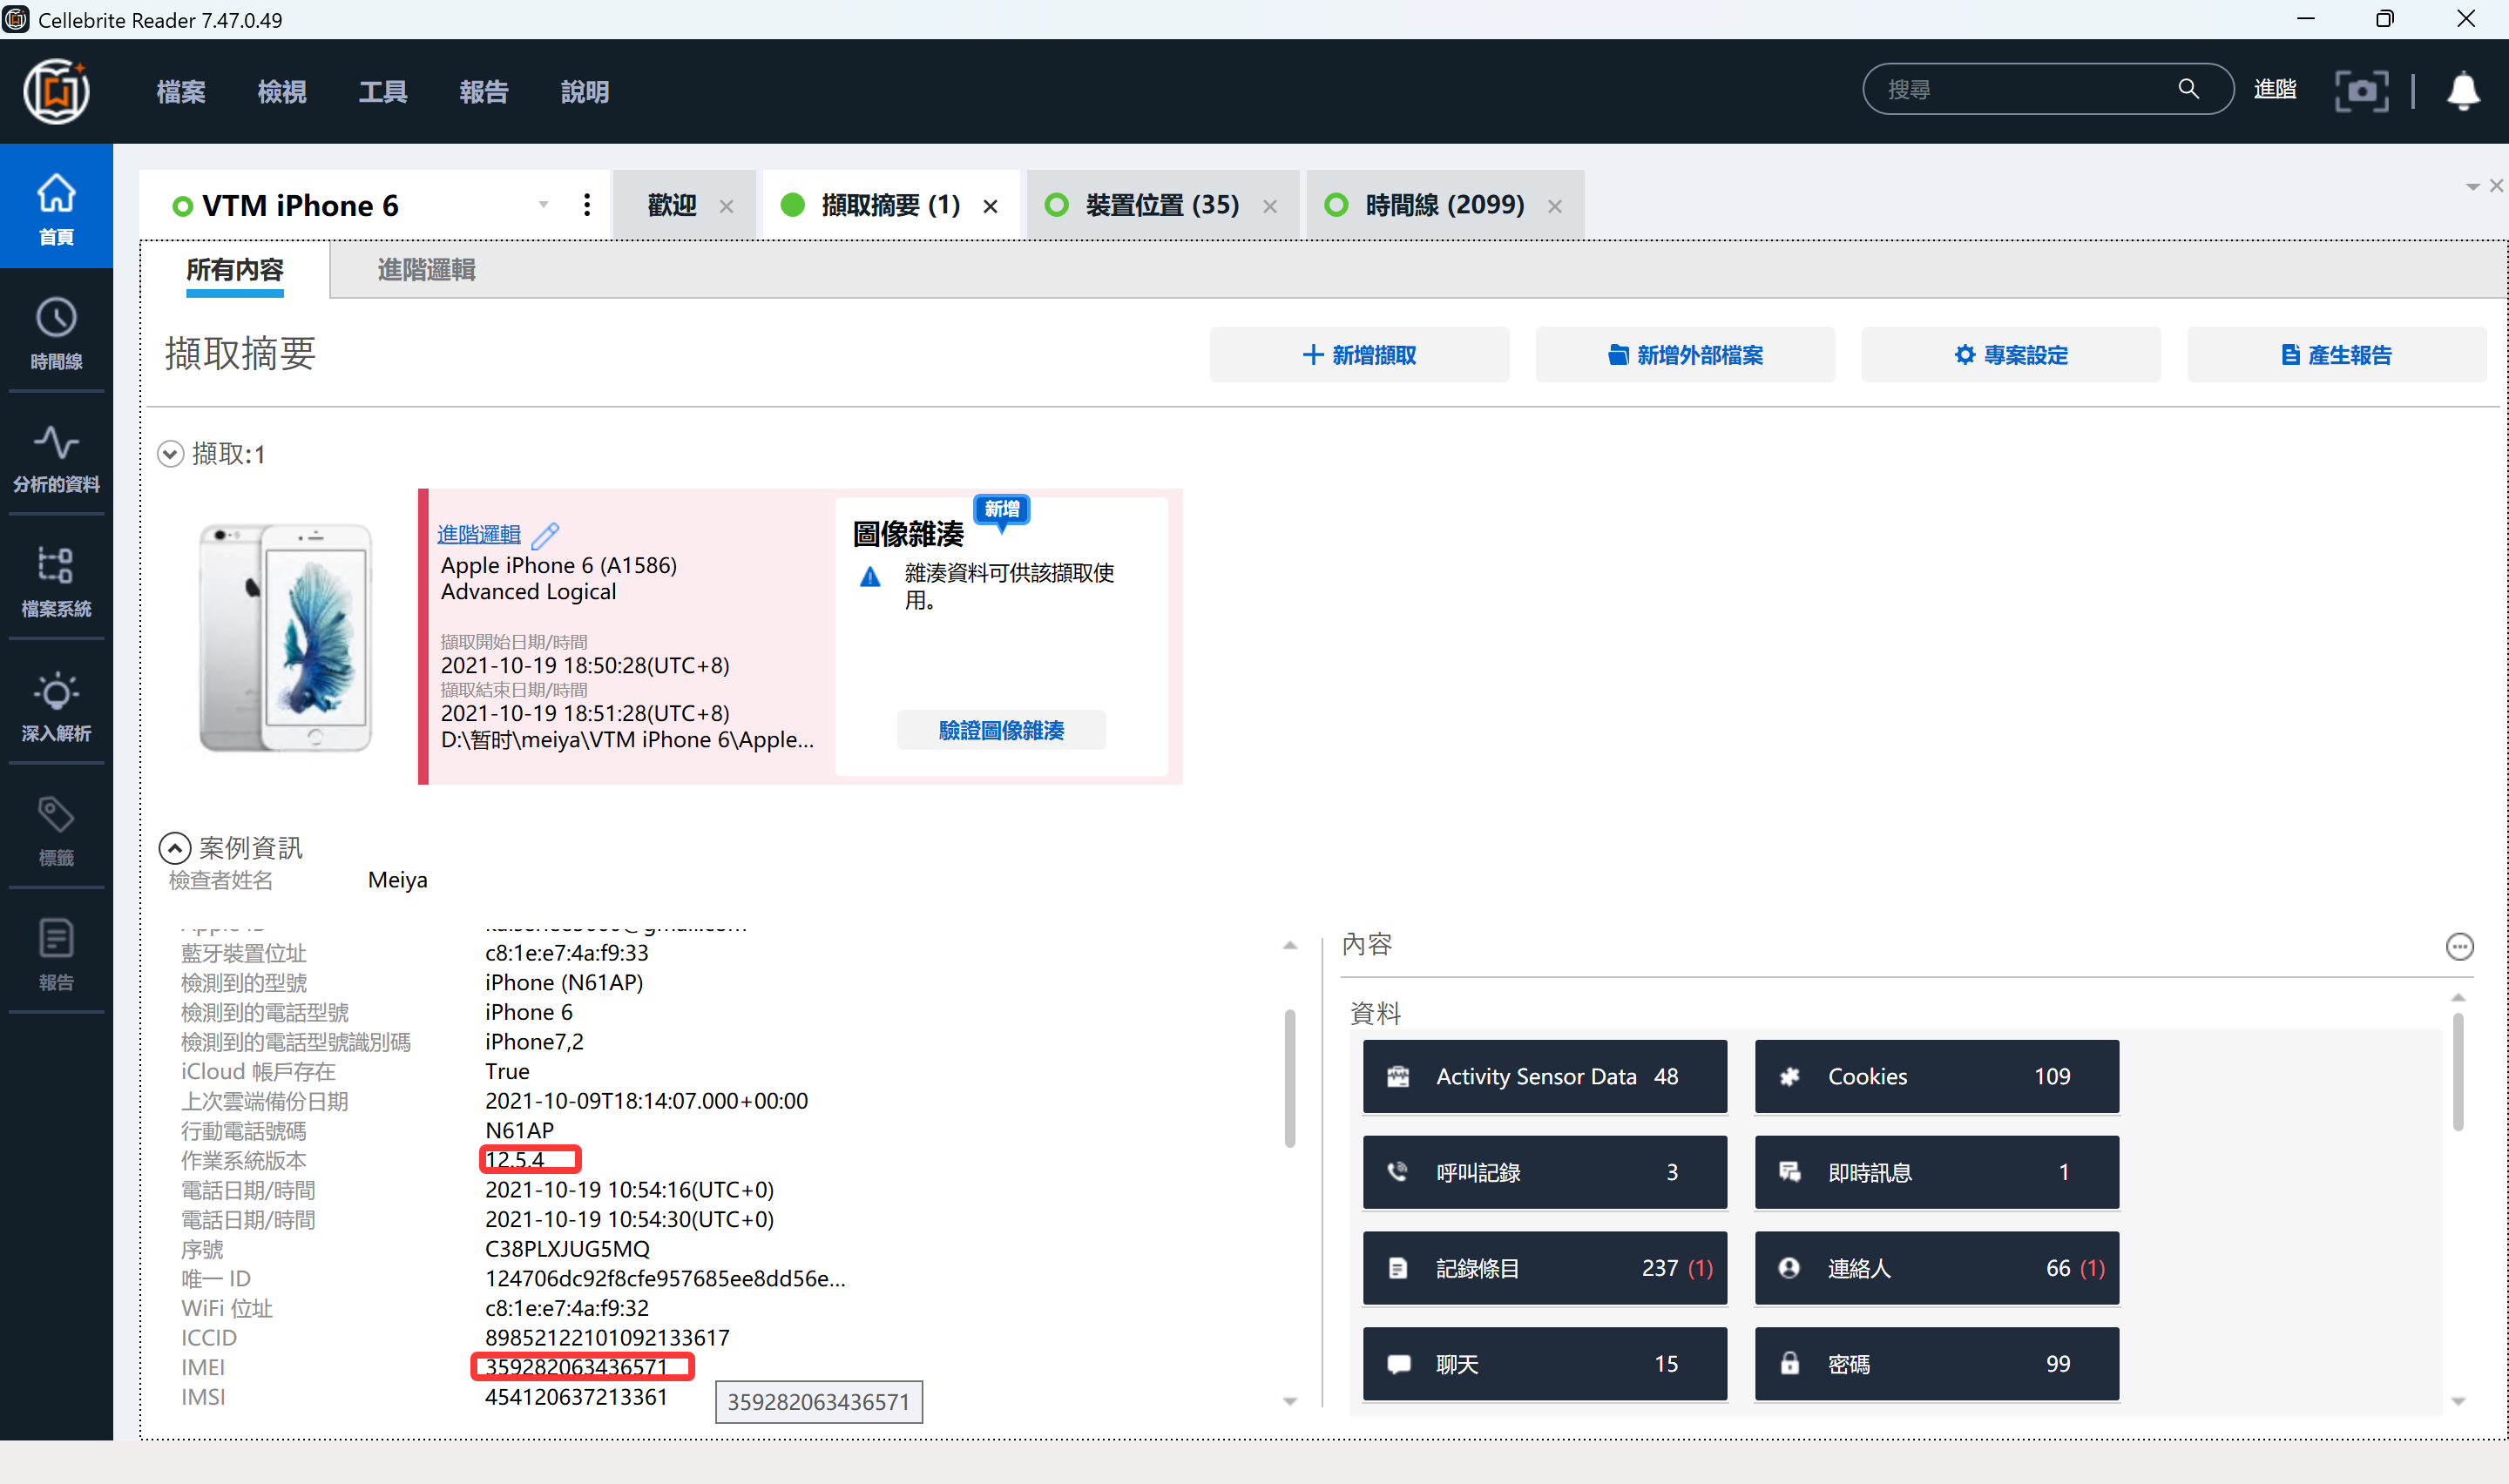 Cellebrite Reader 7.47.0.49
檔案 檢視 工具 報告 說明
搜尋 進階
首頁
時間線
分析的資料
檔案系統
深入解析
標籤
報告
VTM iPhone 6
歡迎
擷取摘要 (1)
裝置位置 (35)
時間線 (2099)
所有內容
進階邏輯
擷取摘要
新增擷取
新增外部檔案
專案設定
產生報告
擷取:1
進階邏輯
Apple iPhone 6 (A1586)
Advanced Logical
擷取開始日期/時間
2021-10-19 18:50:28(UTC+8)
擷取結束日期/時間
2021-10-19 18:51:28(UTC+8)
D:\暂时\meiya\VTM iPhone 6\Apple...
新增
圖像雜湊
雜湊資料可供該擷取使
用。
驗證圖像雜湊
案例資訊
檢查者姓名 Meiya
藍牙裝置位址 c8:1e:e7:4a:f9:33
檢測到的型號 iPhone (N61AP)
檢測到的電話型號 iPhone 6
檢測到的電話型號識別碼 iPhone7,2
iCloud 帳戶存在 True
上次雲端備份日期 2021-10-09T18:14:07.000+00:00
行動電話號碼 N61AP
作業系統版本 12.5.4
電話日期/時間 2021-10-19 10:54:16(UTC+0)
電話日期/時間 2021-10-19 10:54:30(UTC+0)
序號 C38PLXJUG5MQ
唯一 ID 124706dc92f8cfe957685ee8dd56e...
WiFi 位址 c8:1e:e7:4a:f9:32
ICCID 89852122101092133617
IMEI 359282063436571
IMSI 454120637213361
359282063436571
內容
資料
Activity Sensor Data 48
Cookies 109
呼叫記錄 3
即時訊息 1
記錄條目 237 (1)
連絡人 66 (1)
聊天 15
密碼 99